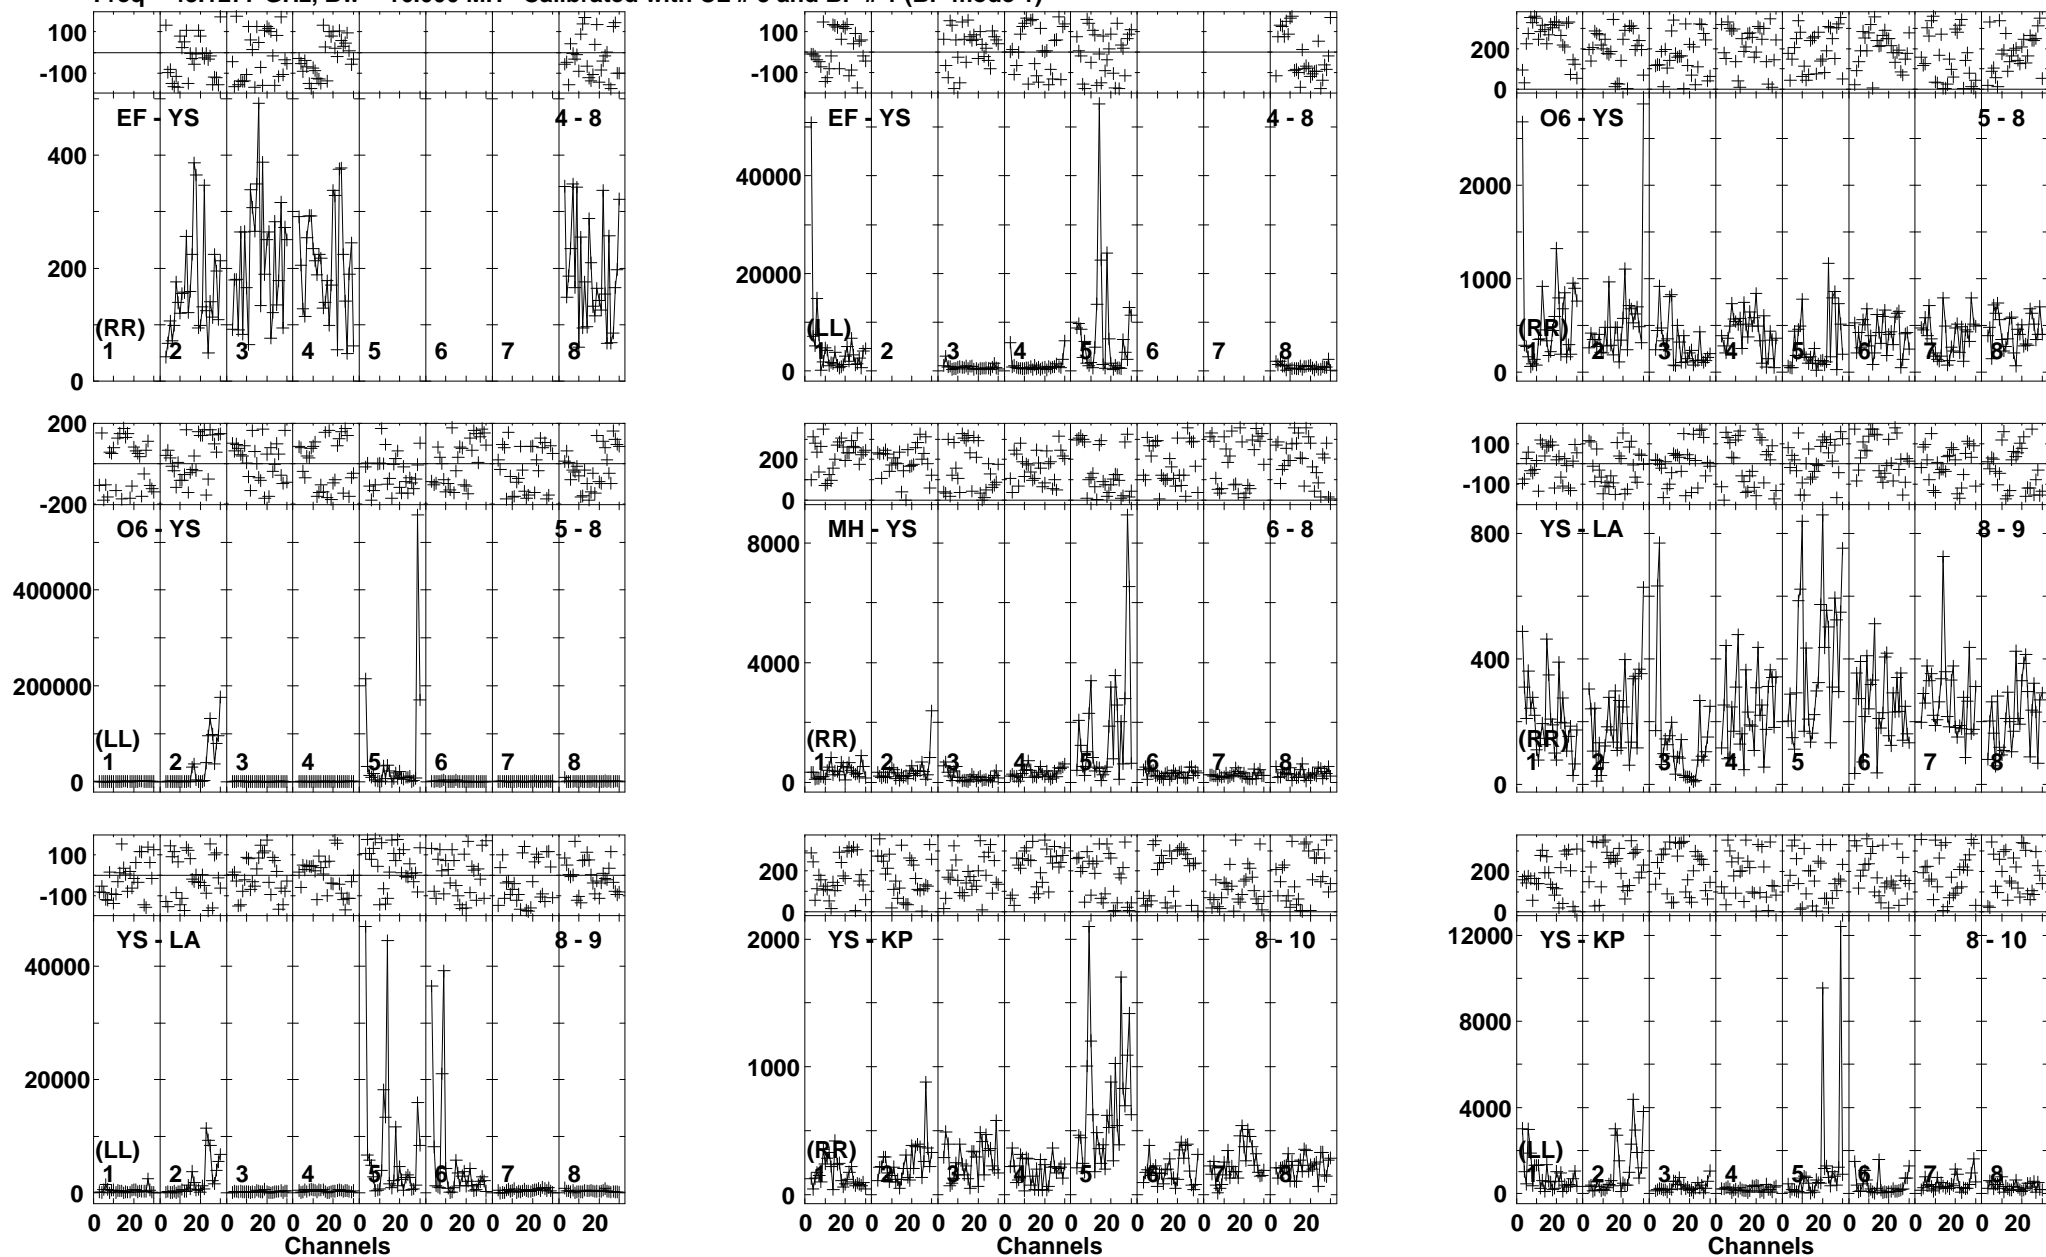 100 100 200
-100 -100 0
EF - YS 4 - 8 EF - YS 4 - 8 O6 - YS 5 - 8
400 40000 2000
200 20000 1000
(RR) (LL) (RR)
1 2 3 4 5 6 7 8 1 2 3 4 5 6 7 8 1 2 3 4 5 6 7 8
0 0 0
200 200 100
-200 0 -100
O6 - YS 5 - 8 MH - YS 6 - 8 YS - LA 8 - 9
400000 8000 800
200000 4000 400
(LL) (RR) (RR)
1 2 3 4 5 6 7 8 1 2 3 4 5 6 7 8 1 2 3 4 5 6 7 8
0 0 0
100 200 200
-100 0 0
YS - LA 8 - 9 YS - KP 8 - 10 YS - KP 8 - 10
40000 2000 12000
8000
20000 1000 4000
(LL) (RR) (LL)
1 2 3 4 5 6 7 8 1 2 3 4 5 6 7 8 1 2 3 4 5 6 7 8
0 0 0
0 20 0 20 0 20 0 20 0 20 0 20 0 20 0 20 0 20 0 20 0 20 0 20 0 20 0 20 0 20 0 20 0 20 0 20 0 20 0 20 0 20 0 20 0 20 0 20
Channels Channels Channels